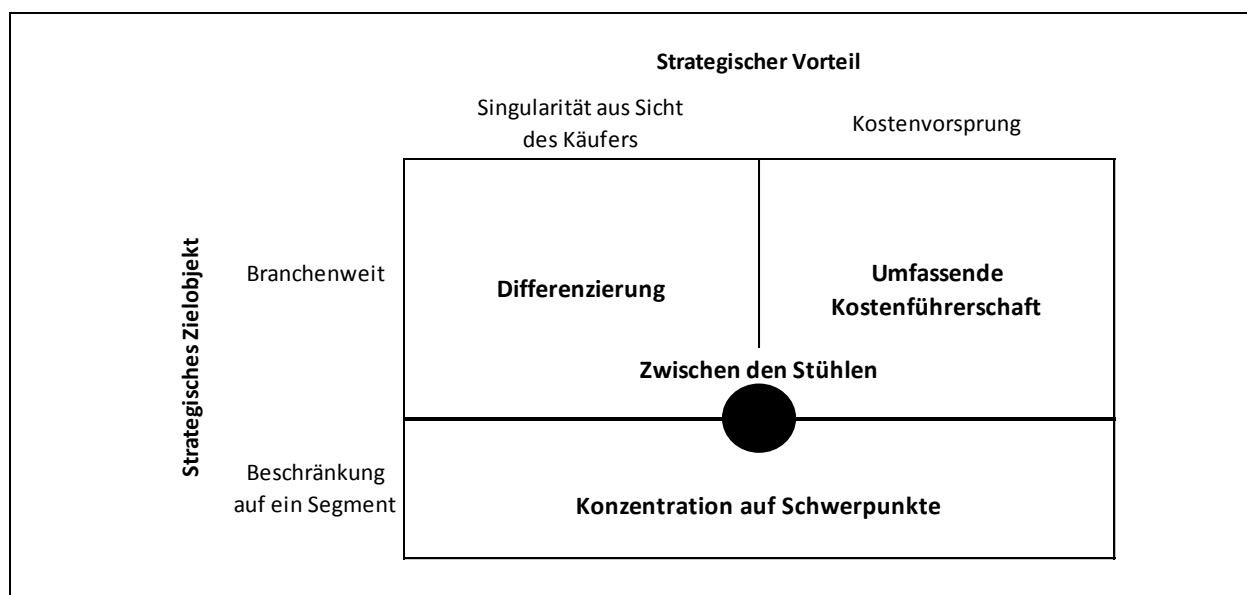 Strategischer Vorteil
Singularität aus Sicht
des Käufers
Kostenvorsprung
Strategisches Zielobjekt
Branchenweit
Differenzierung
Umfassende
Kostenführerschaft
Zwischen den Stühlen
Beschränkung
auf ein Segment
Konzentration auf Schwerpunkte